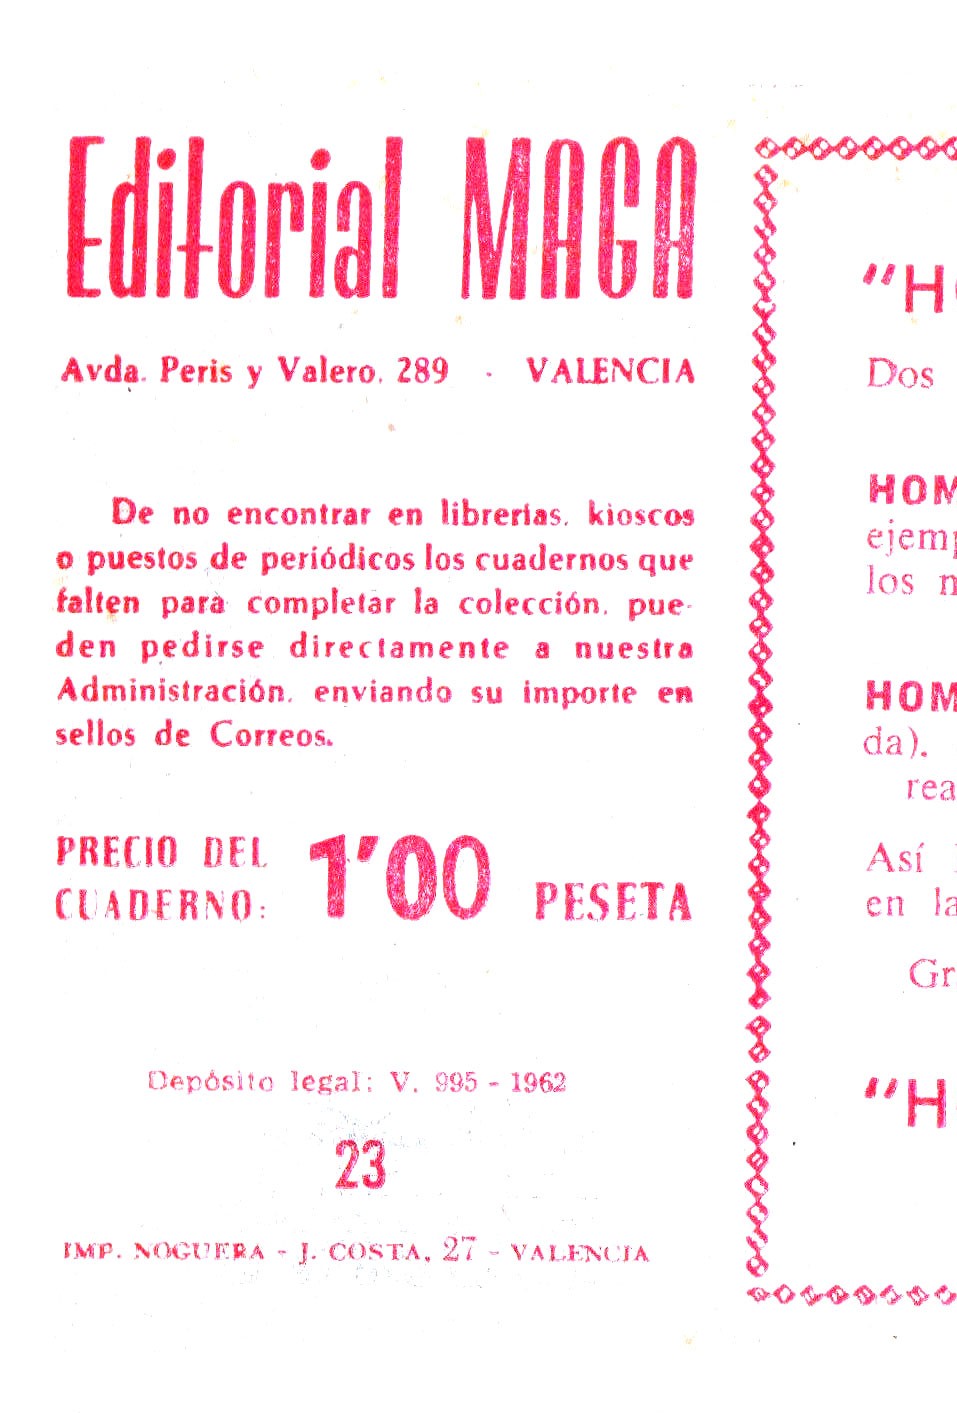 Editorial MAGA
Avda. Peris y Valero, 289 - VALENCIA
De no encontrar en librerías, kioscos
o puestos de periódicos los cuadernos que
falten para completar la colección, pue-
den pedirse directamente a nuestra
Administración, enviando su importe en
sellos de Correos.
PRECIO DEL
CUADERNO: 1'00 PESETA
Depósito legal: V. 995 - 1962
23
IMP. NOGUERA - J. COSTA, 27 - VALENCIA
"H
Dos
HOM
ejemp
los
da).
rea
Así
en la
Gr
"H